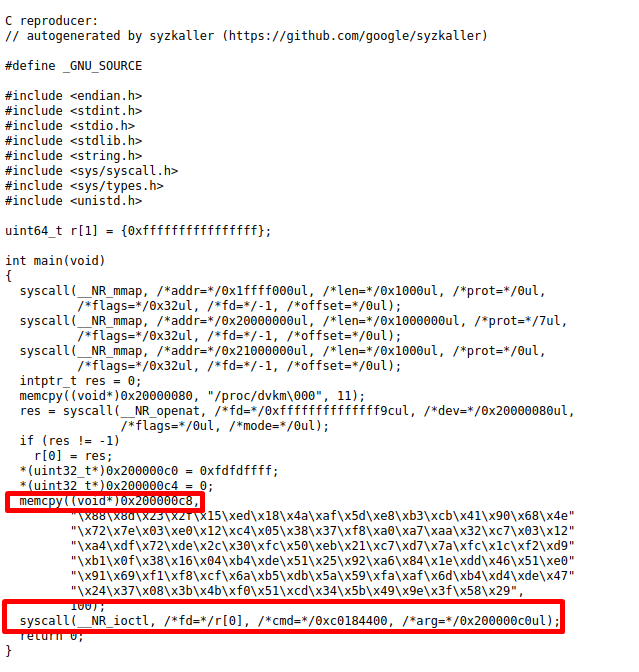 C reproducer:
// autogenerated by syzkaller (https://github.com/google/syzkaller)
#define _GNU_SOURCE
#include <endian.h>
#include <stdint.h>
#include <stdio.h>
#include <stdlib.h>
#include <string.h>
#include <sys/syscall.h>
#include <sys/types.h>
#include <unistd.h>
uint64_t r[1] = {0xffffffffffffffff};
int main(void)
{
syscall(__NR_mmap, /*addr=*/0x1ffff000ul, /*len=*/0x1000ul, /*prot=*/0ul,
/*flags=*/0x32ul, /*fd=*/-1, /*offset=*/0ul);
syscall(__NR_mmap, /*addr=*/0x20000000ul, /*len=*/0x1000000ul, /*prot=*/7ul,
/*flags=*/0x32ul, /*fd=*/-1, /*offset=*/0ul);
syscall(__NR_mmap, /*addr=*/0x21000000ul, /*len=*/0x1000ul, /*prot=*/0ul,
/*flags=*/0x32ul, /*fd=*/-1, /*offset=*/0ul);
intptr_t res = 0;
memcpy((void*)0x20000080, "/proc/dvkm\000", 11);
res = syscall(__NR_openat, /*fd=*/0xffffffffffffff9cul, /*dev=*/0x20000080ul,
/*flags=*/0ul, /*mode=*/0ul);
if (res != -1)
r[0] = res;
*(uint32_t*)0x200000c0 = 0xfdfdffff;
*(uint32_t*)0x200000c4 = 0;
memcpy((void*)0x200000c8,
"\x88\x8d\x23\x2f\x15\xed\x18\x4a\xaf\x5d\xe8\xb3\xcb\x41\x90\x68\x4e"
"\x72\x7e\x03\xe0\x12\xc4\x05\x38\x37\xf8\xa0\xa7\xaa\x32\xc7\x03\x12"
"\xa4\xdf\x72\xde\x2c\x30\xfc\x50\xeb\x21\xc7\xd7\x7a\xfc\x1c\xf2\xd9"
"\xb1\x0f\x38\x16\x04\xb4\xde\x51\x25\x92\xa6\x84\x1e\xdd\x46\x51\xe0"
"\x91\x69\xf1\xf8\xcf\x6a\xb5\xdb\x5a\x59\xfa\xaf\x6d\xb4\xd4\xde\x47"
"\x24\x37\x08\x3b\x4b\xf0\x51\xcd\x34\x5b\x49\x9e\x3f\x58\x29",
100);
syscall(__NR_ioctl, /*fd=*/r[0], /*cmd=*/0xc0184400, /*arg=*/0x200000c0ul);
return 0;
}